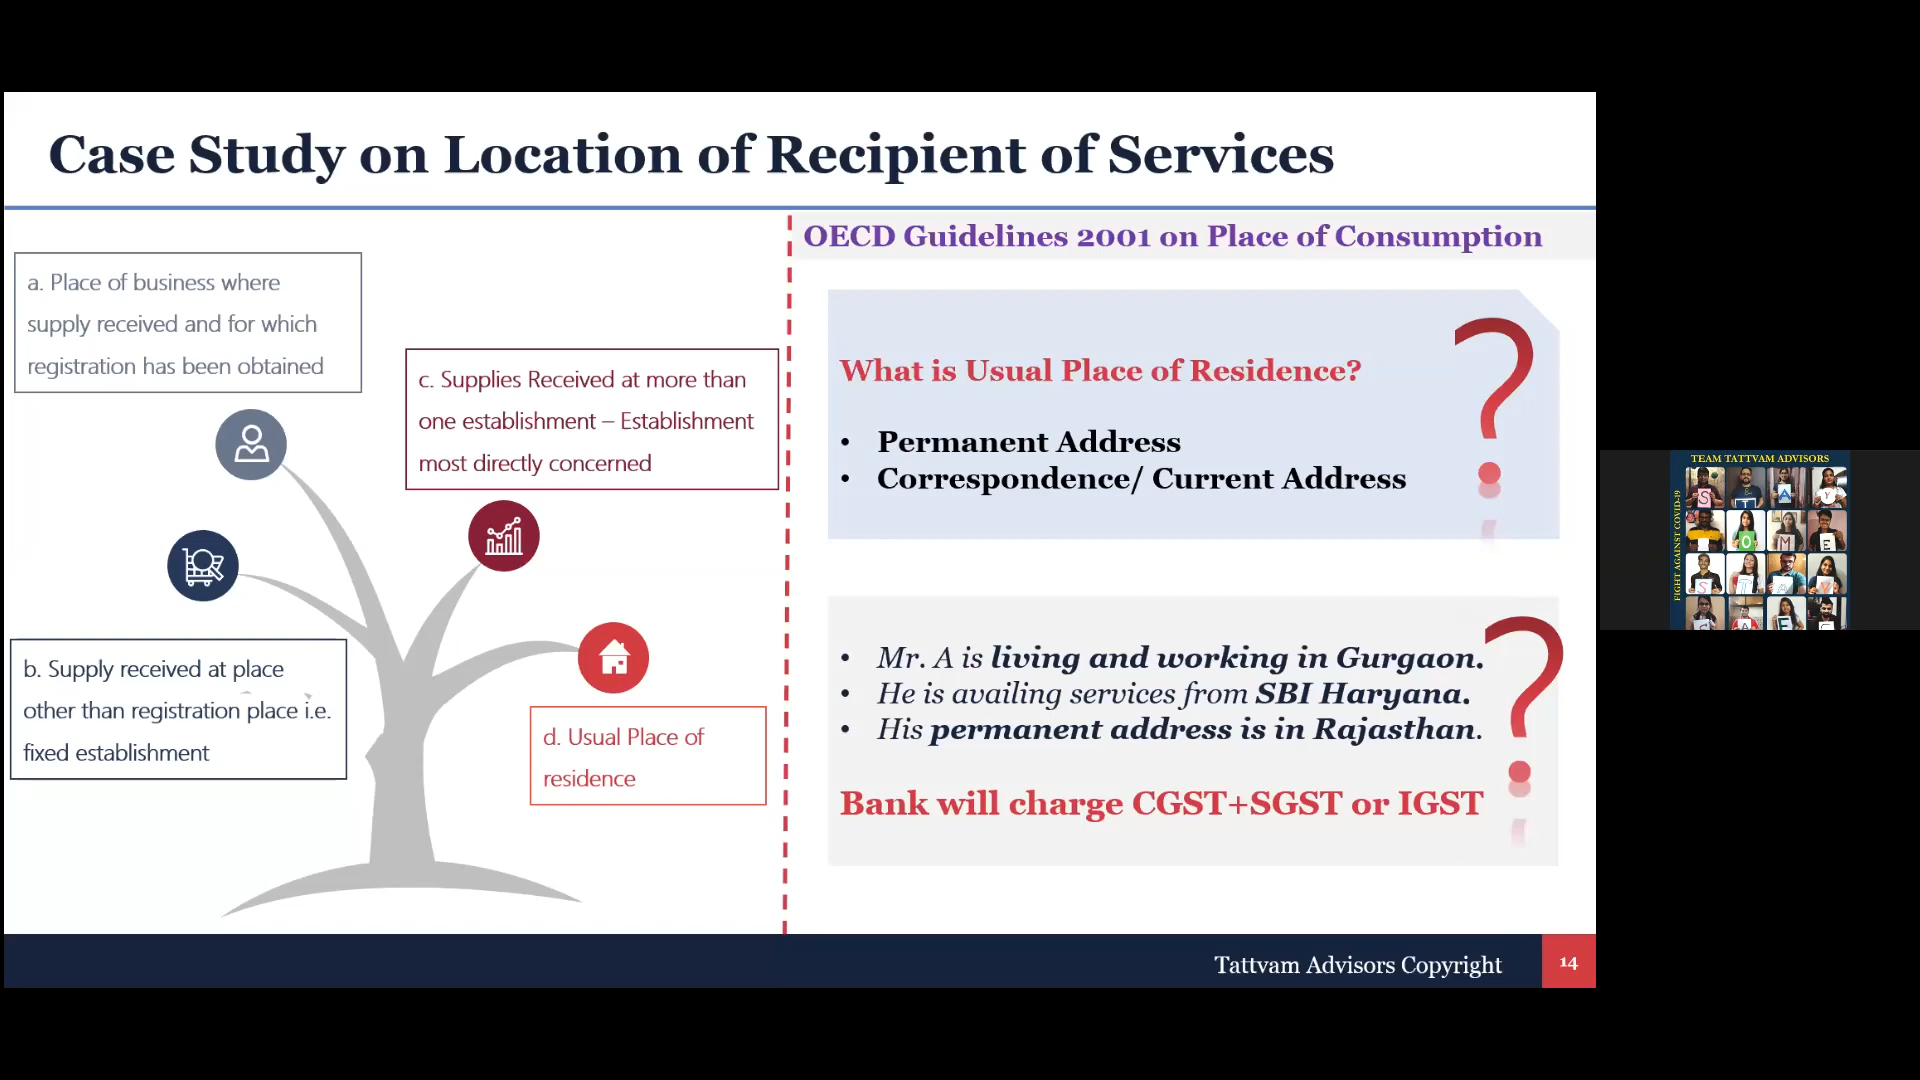 Case Study on Location of Recipient of Services
a. Place of business where
supply received and for which
registration has been obtained
c. Supplies Received at more than
one establishment – Establishment
most directly concerned
b. Supply received at place
other than registration place i.e.
fixed establishment
d. Usual Place of
residence
OECD Guidelines 2001 on Place of Consumption
What is Usual Place of Residence?
• Permanent Address
• Correspondence/ Current Address
?
• Mr. A is living and working in Gurgaon.
• He is availing services from SBI Haryana.
• His permanent address is in Rajasthan.
Bank will charge CGST+SGST or IGST
?
Tattvam Advisors Copyright
14
TEAM TATTVAM ADVISORS
FIGHT AGAINST COVID-19
S T A Y
O M E
S T A Y